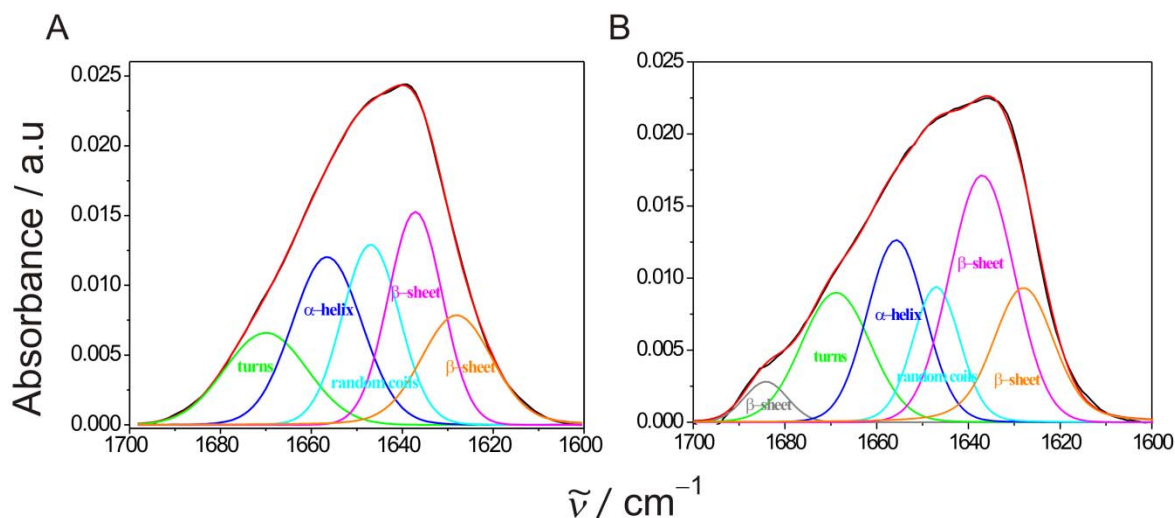 A
B
0.025
0.020
0.015
0.010
0.005
0.000
1700
1680
1660
1640
1620
1600
turns
α–helix
random coils
β–sheet
β–sheet
0.025
0.020
0.015
0.010
0.005
0.000
1700
1680
1660
1640
1620
1600
β–sheet
turns
α–helix
random coils
β–sheet
β–sheet
Absorbance / a.u
ṽ / cm⁻¹